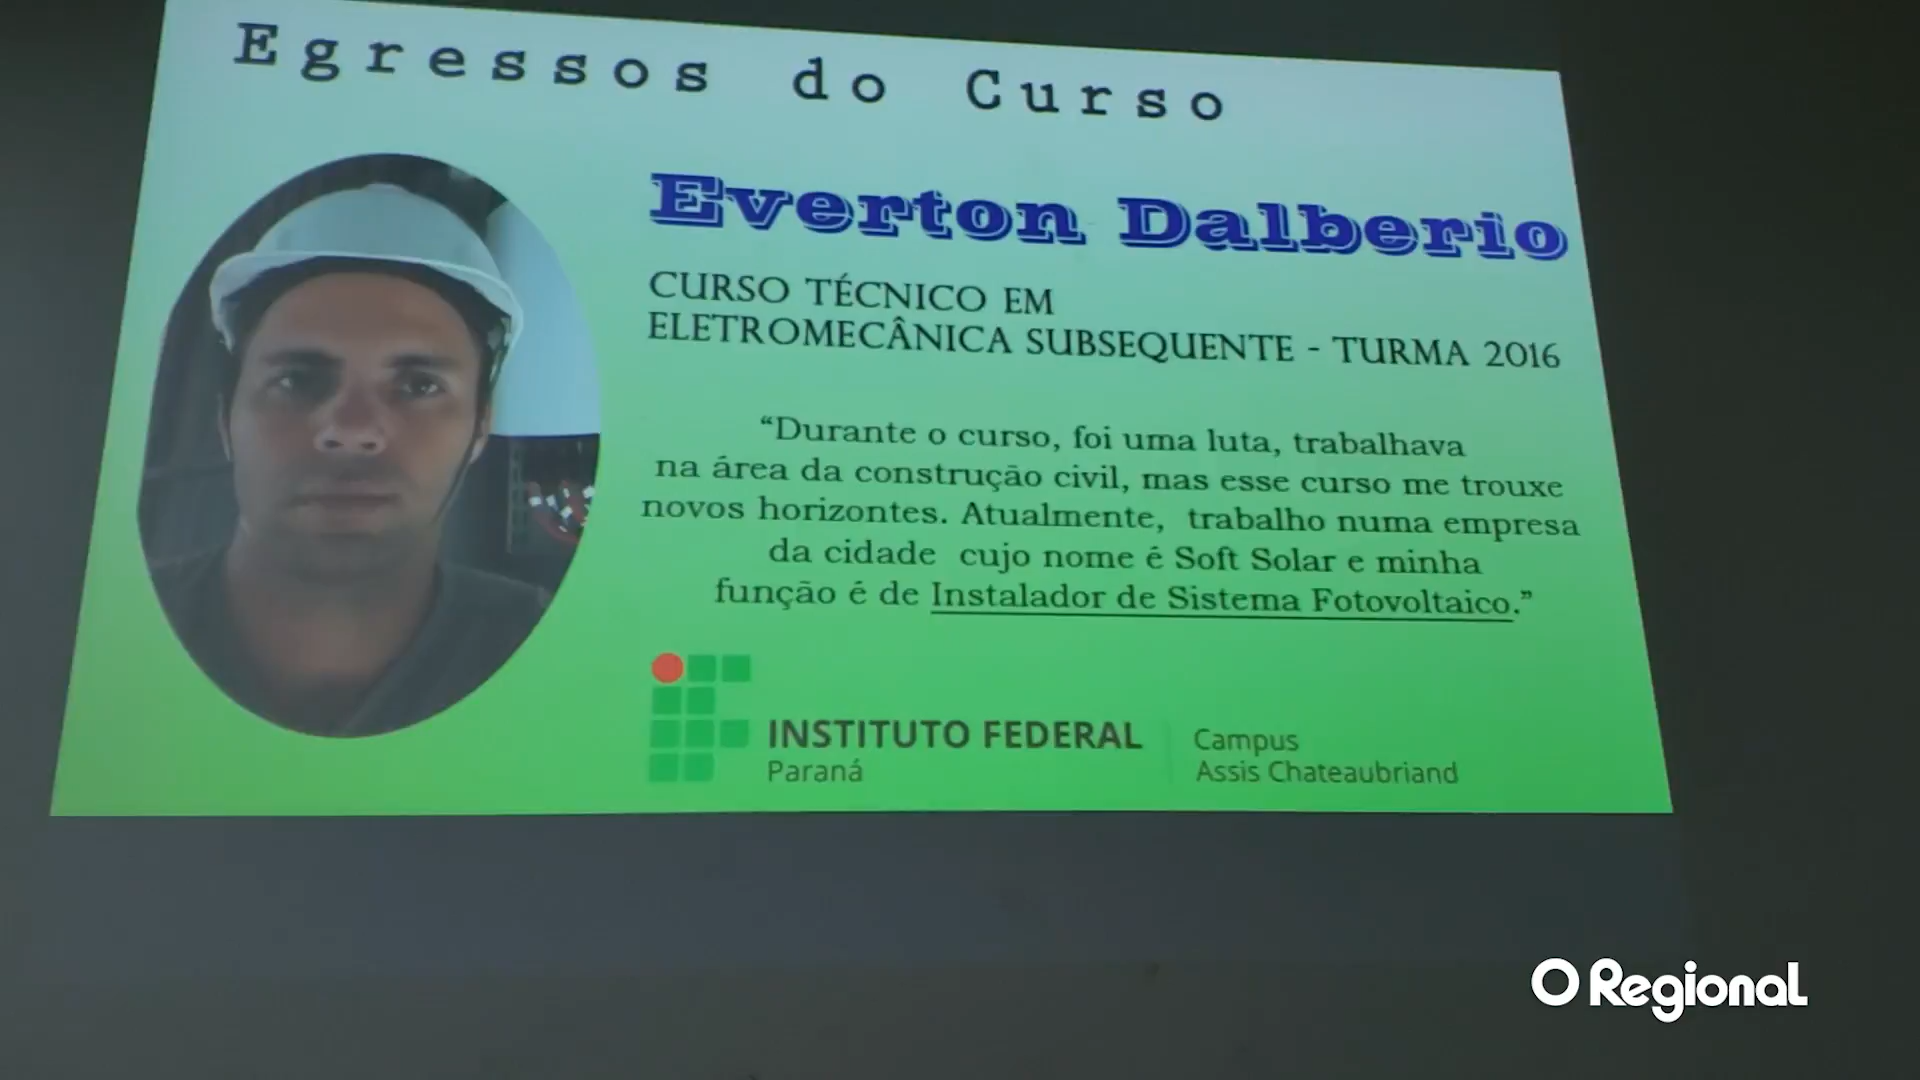 Egressos do Curso
Everton Dalberio
CURSO TÉCNICO EM
ELETROMECÂNICA SUBSEQUENTE - TURMA 2016
“Durante o curso, foi uma luta, trabalhava
na área da construção civil, mas esse curso me trouxe
novos horizontes. Atualmente, trabalho numa empresa
da cidade cujo nome é Soft Solar e minha
função é de Instalador de Sistema Fotovoltaico.”
INSTITUTO FEDERAL
Paraná
Campus
Assis Chateaubriand
O Regional